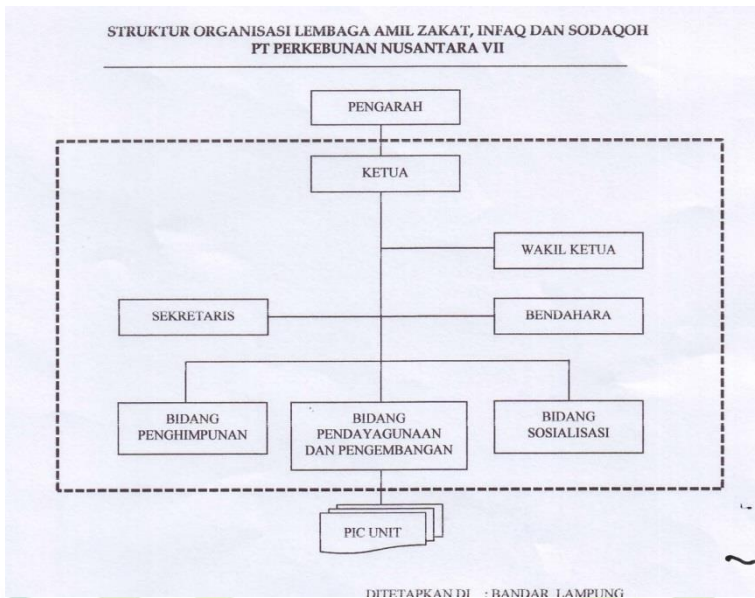 STRUKTUR ORGANISASI LEMBAGA AMIL ZAKAT, INFAQ DAN SODAQOH
PT PERKEBUNAN NUSANTARA VII
PENGARAH
KETUA
WAKIL KETUA
SEKRETARIS
BENDAHARA
BIDANG
PENGHIMPUNAN
BIDANG
PENDAYAGUNAAN
DAN PENGEMBANGAN
BIDANG
SOSIALISASI
PIC UNIT
DITETAPKAN DI : BANDAR LAMPUNG